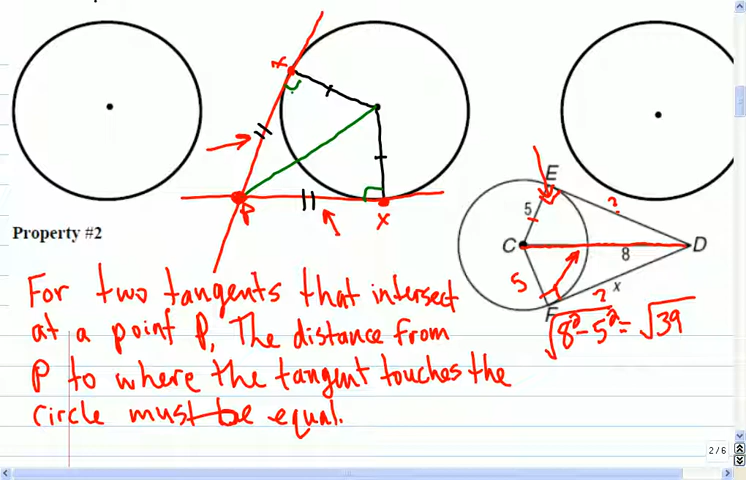 x
P
x
E
5
?
C
8
D
5
x
F
?
√8²-5² = √39
Property #2
For two tangents that intersect
at a point P, The distance from
P to where the tangent touches the
circle must be equal.
2 / 6